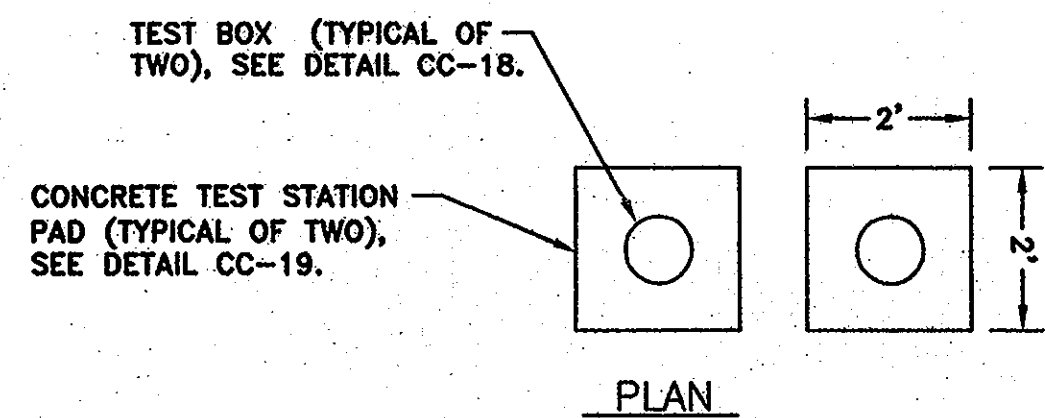 TEST BOX (TYPICAL OF
TWO), SEE DETAIL CC-18.
2'
CONCRETE TEST STATION
PAD (TYPICAL OF TWO),
SEE DETAIL CC-19.
2'
PLAN